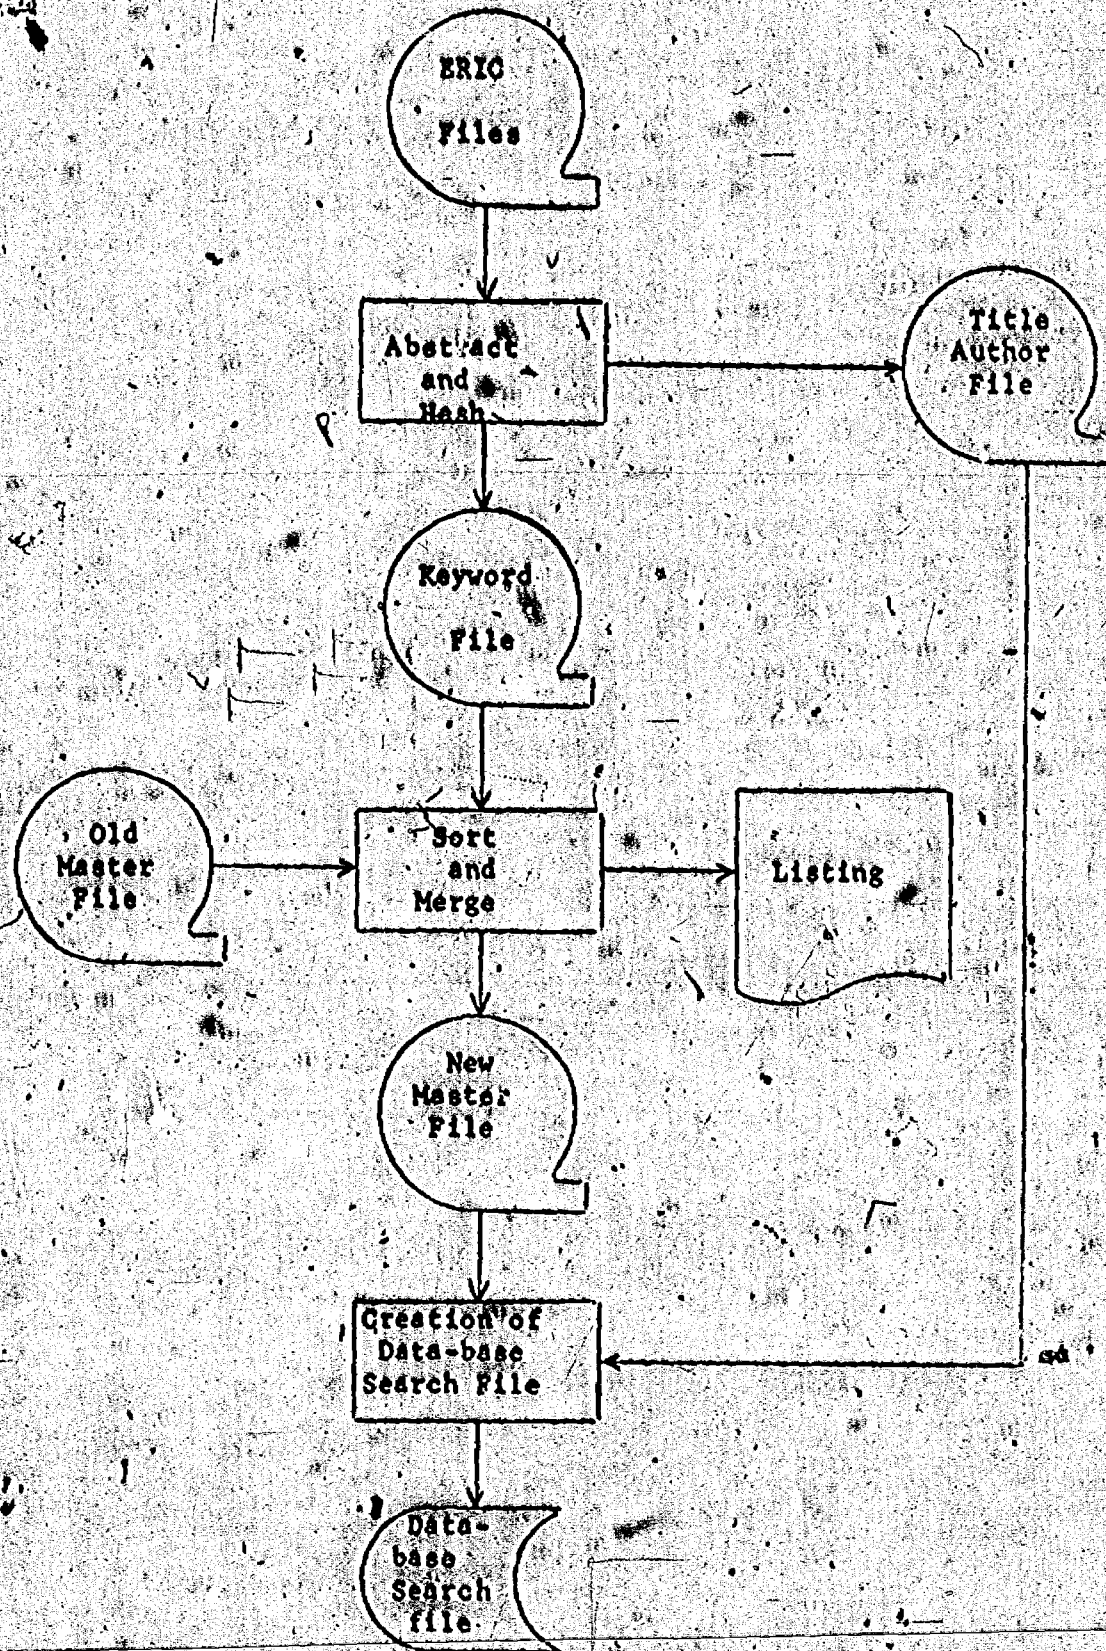 ERIC
Files
Title
Author
File
Abstract
and
Hash
Keyword
File
Old
Master
File
Sort
and
Merge
Listing
New
Master
File
Creation of
Data-base
Search File
Data-
base
Search
file